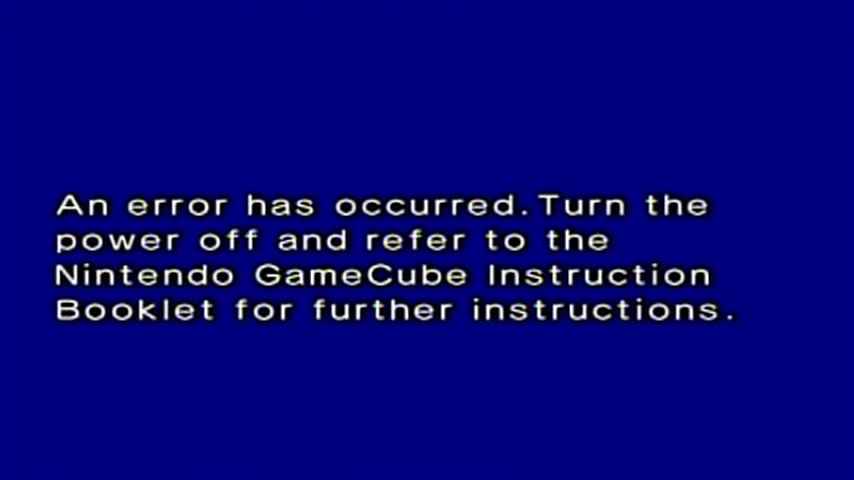 An error has occurred. Turn the
power off and refer to the
Nintendo GameCube Instruction
Booklet for further instructions.